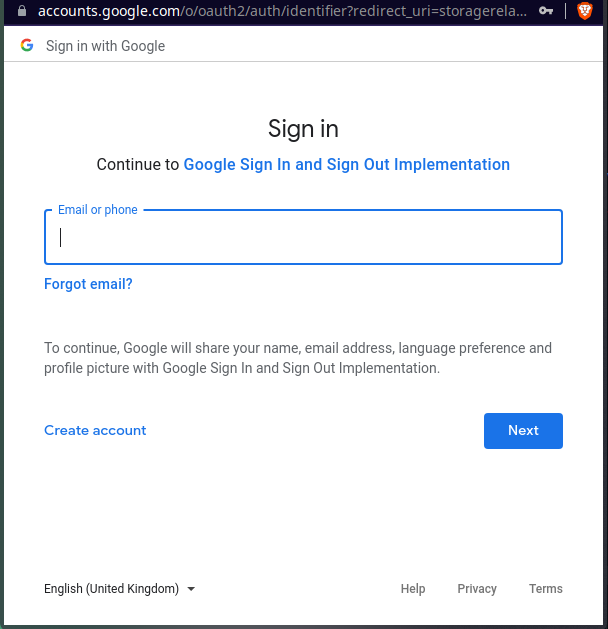 accounts.google.com/o/oauth2/auth/identifier?redirect_uri=storagerela...
Sign in with Google
Sign in
Continue to Google Sign In and Sign Out Implementation
Email or phone
Forgot email?
To continue, Google will share your name, email address, language preference and
profile picture with Google Sign In and Sign Out Implementation.
Create account
Next
English (United Kingdom)
Help
Privacy
Terms